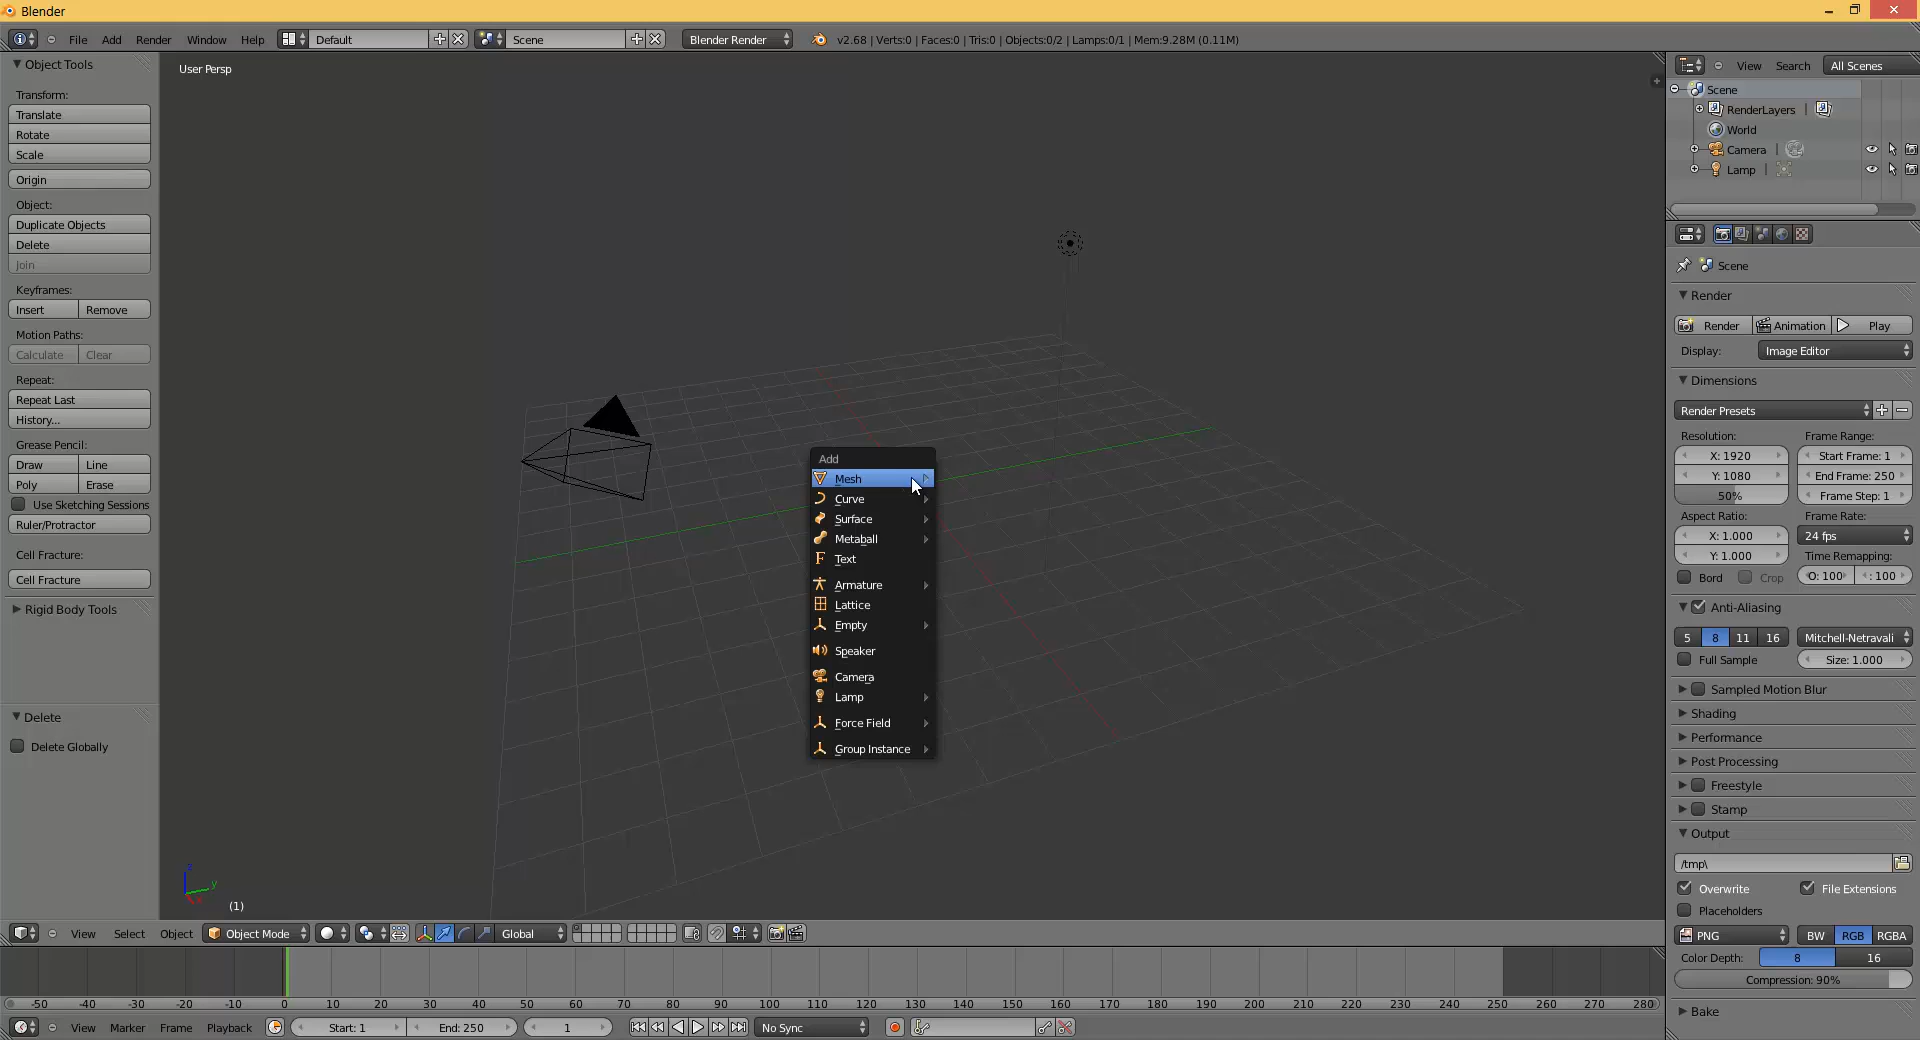 Blender
File Add Render Window Help Default Scene Blender Render v2.68 | Verts:0 | Faces:0 | Tris:0 | Objects:0/2 | Lamps:0/1 | Mem:9.28M (0.11M)
Object Tools
Transform:
Translate
Rotate
Scale
Origin
Object:
Duplicate Objects
Delete
Join
Keyframes:
Insert Remove
Motion Paths:
Calculate Clear
Repeat:
Repeat Last
History...
Grease Pencil:
Draw Line
Poly Erase
Use Sketching Sessions
Ruler/Protractor
Cell Fracture:
Cell Fracture
Rigid Body Tools
Delete
Delete Globally
User Persp
Add
Mesh
Curve
Surface
Metaball
Text
Armature
Lattice
Empty
Speaker
Camera
Lamp
Force Field
Group Instance
z
y
x
(1)
View Search All Scenes
Scene
RenderLayers |
World
Camera |
Lamp |
Scene
Render
Render Animation Play
Display: Image Editor
Dimensions
Render Presets
Resolution: Frame Range:
X: 1920 Start Frame: 1
Y: 1080 End Frame: 250
50% Frame Step: 1
Aspect Ratio: Frame Rate:
X: 1.000 24 fps
Y: 1.000 Time Remapping:
Bord Crop O: 100 : 100
Anti-Aliasing
5 8 11 16 Mitchell-Netravali
Full Sample Size: 1.000
Sampled Motion Blur
Shading
Performance
Post Processing
Freestyle
Stamp
Output
/tmp\
Overwrite File Extensions
Placeholders
PNG BW RGB RGBA
Color Depth: 8 16
Compression: 90%
Bake
View Select Object Object Mode Global
-50 -40 -30 -20 -10 0 10 20 30 40 50 60 70 80 90 100 110 120 130 140 150 160 170 180 190 200 210 220 230 240 250 260 270 280
View Marker Frame Playback Start: 1 End: 250 1 No Sync